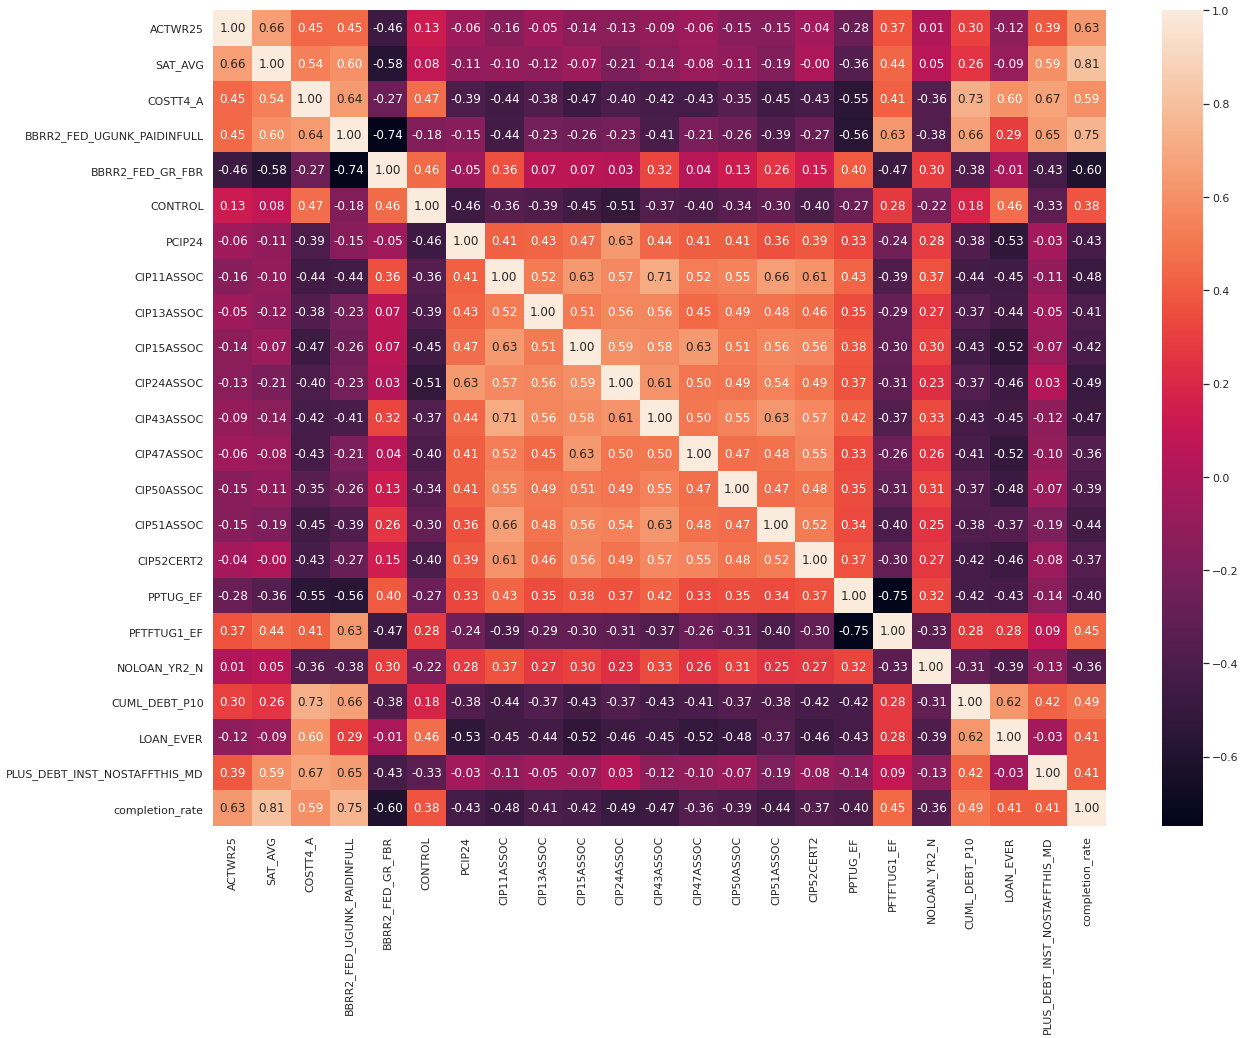 ACTWR25 1.00 0.66 0.45 0.45 -0.46 0.13 -0.06 -0.16 -0.05 -0.14 -0.13 -0.09 -0.06 -0.15 -0.15 -0.04 -0.28 0.37 0.01 0.30 -0.12 0.39 0.63
SAT_AVG 0.66 1.00 0.54 0.60 -0.58 0.08 -0.11 -0.10 -0.12 -0.07 -0.21 -0.14 -0.08 -0.11 -0.19 -0.00 -0.36 0.44 0.05 0.26 -0.09 0.59 0.81
COSTT4_A 0.45 0.54 1.00 0.64 -0.27 0.47 -0.39 -0.44 -0.38 -0.47 -0.40 -0.42 -0.43 -0.35 -0.45 -0.43 -0.55 0.41 -0.36 0.73 0.60 0.67 0.59
BBRR2_FED_UGUNK_PAIDINFULL 0.45 0.60 0.64 1.00 -0.74 -0.18 -0.15 -0.44 -0.23 -0.26 -0.23 -0.41 -0.21 -0.26 -0.39 -0.27 -0.56 0.63 -0.38 0.66 0.29 0.65 0.75
BBRR2_FED_GR_FBR -0.46 -0.58 -0.27 -0.74 1.00 0.46 -0.05 0.36 0.07 0.07 0.03 0.32 0.04 0.13 0.26 0.15 0.40 -0.47 0.30 -0.38 -0.01 -0.43 -0.60
CONTROL 0.13 0.08 0.47 -0.18 0.46 1.00 -0.46 -0.36 -0.39 -0.45 -0.51 -0.37 -0.40 -0.34 -0.30 -0.40 -0.27 0.28 -0.22 0.18 0.46 -0.33 0.38
PCIP24 -0.06 -0.11 -0.39 -0.15 -0.05 -0.46 1.00 0.41 0.43 0.47 0.63 0.44 0.41 0.41 0.36 0.39 0.33 -0.24 0.28 -0.38 -0.53 -0.03 -0.43
CIP11ASSOC -0.16 -0.10 -0.44 -0.44 0.36 -0.36 0.41 1.00 0.52 0.63 0.57 0.71 0.52 0.55 0.66 0.61 0.43 -0.39 0.37 -0.44 -0.45 -0.11 -0.48
CIP13ASSOC -0.05 -0.12 -0.38 -0.23 0.07 -0.39 0.43 0.52 1.00 0.51 0.56 0.56 0.45 0.49 0.48 0.46 0.35 -0.29 0.27 -0.37 -0.44 -0.05 -0.41
CIP15ASSOC -0.14 -0.07 -0.47 -0.26 0.07 -0.45 0.47 0.63 0.51 1.00 0.59 0.58 0.63 0.51 0.56 0.56 0.38 -0.30 0.30 -0.43 -0.52 -0.07 -0.42
CIP24ASSOC -0.13 -0.21 -0.40 -0.23 0.03 -0.51 0.63 0.57 0.56 0.59 1.00 0.61 0.50 0.49 0.54 0.49 0.37 -0.31 0.23 -0.37 -0.46 0.03 -0.49
CIP43ASSOC -0.09 -0.14 -0.42 -0.41 0.32 -0.37 0.44 0.71 0.56 0.58 0.61 1.00 0.50 0.55 0.63 0.57 0.42 -0.37 0.33 -0.43 -0.45 -0.12 -0.47
CIP47ASSOC -0.06 -0.08 -0.43 -0.21 0.04 -0.40 0.41 0.52 0.45 0.63 0.50 0.50 1.00 0.47 0.48 0.55 0.33 -0.26 0.26 -0.41 -0.52 -0.10 -0.36
CIP50ASSOC -0.15 -0.11 -0.35 -0.26 0.13 -0.34 0.41 0.55 0.49 0.51 0.49 0.55 0.47 1.00 0.47 0.48 0.35 -0.31 0.31 -0.37 -0.48 -0.07 -0.39
CIP51ASSOC -0.15 -0.19 -0.45 -0.39 0.26 -0.30 0.36 0.66 0.48 0.56 0.54 0.63 0.48 0.47 1.00 0.52 0.34 -0.40 0.25 -0.38 -0.37 -0.19 -0.44
CIP52CERT2 -0.04 -0.00 -0.43 -0.27 0.15 -0.40 0.39 0.61 0.46 0.56 0.49 0.57 0.55 0.48 0.52 1.00 0.37 -0.30 0.27 -0.42 -0.46 -0.08 -0.37
PPTUG_EF -0.28 -0.36 -0.55 -0.56 0.40 -0.27 0.33 0.43 0.35 0.38 0.37 0.42 0.33 0.35 0.34 0.37 1.00 -0.75 0.32 -0.42 -0.43 -0.14 -0.40
PFTFTUG1_EF 0.37 0.44 0.41 0.63 -0.47 0.28 -0.24 -0.39 -0.29 -0.30 -0.31 -0.37 -0.26 -0.31 -0.40 -0.30 -0.75 1.00 -0.33 0.28 0.28 0.09 0.45
NOLOAN_YR2_N 0.01 0.05 -0.36 -0.38 0.30 -0.22 0.28 0.37 0.27 0.30 0.23 0.33 0.26 0.31 0.25 0.27 0.32 -0.33 1.00 -0.31 -0.39 -0.13 -0.36
CUML_DEBT_P10 0.30 0.26 0.73 0.66 -0.38 0.18 -0.38 -0.44 -0.37 -0.43 -0.37 -0.43 -0.41 -0.37 -0.38 -0.42 -0.42 0.28 -0.31 1.00 0.62 0.42 0.49
LOAN_EVER -0.12 -0.09 0.60 0.29 -0.01 0.46 -0.53 -0.45 -0.44 -0.52 -0.46 -0.45 -0.52 -0.48 -0.37 -0.46 -0.43 0.28 -0.39 0.62 1.00 -0.03 0.41
PLUS_DEBT_INST_NOSTAFFTHIS_MD 0.39 0.59 0.67 0.65 -0.43 -0.33 -0.03 -0.11 -0.05 -0.07 0.03 -0.12 -0.10 -0.07 -0.19 -0.08 -0.14 0.09 -0.13 0.42 -0.03 1.00 0.41
completion_rate 0.63 0.81 0.59 0.75 -0.60 0.38 -0.43 -0.48 -0.41 -0.42 -0.49 -0.47 -0.36 -0.39 -0.44 -0.37 -0.40 0.45 -0.36 0.49 0.41 0.41 1.00
ACTWR25
SAT_AVG
COSTT4_A
BBRR2_FED_UGUNK_PAIDINFULL
BBRR2_FED_GR_FBR
CONTROL
PCIP24
CIP11ASSOC
CIP13ASSOC
CIP15ASSOC
CIP24ASSOC
CIP43ASSOC
CIP47ASSOC
CIP50ASSOC
CIP51ASSOC
CIP52CERT2
PPTUG_EF
PFTFTUG1_EF
NOLOAN_YR2_N
CUML_DEBT_P10
LOAN_EVER
PLUS_DEBT_INST_NOSTAFFTHIS_MD
completion_rate
1.0
0.8
0.6
0.4
0.2
0.0
−0.2
−0.4
−0.6